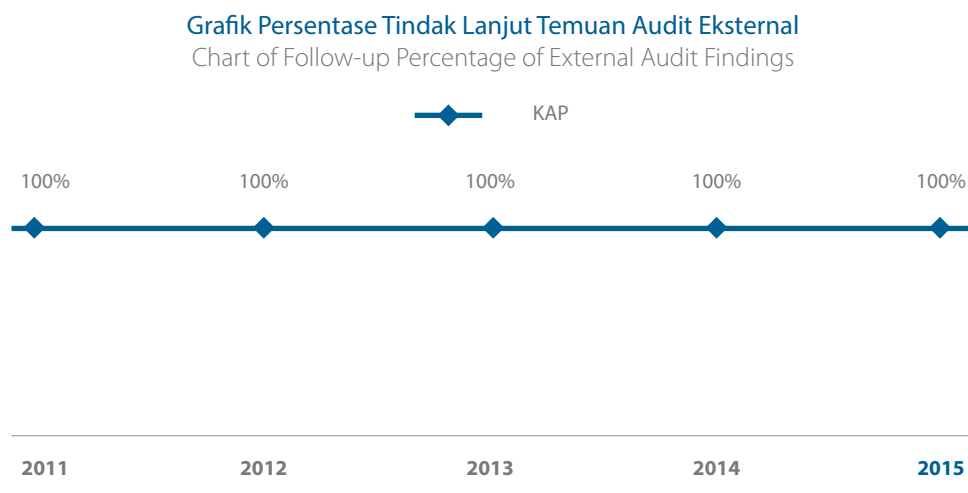 Grafik Persentase Tindak Lanjut Temuan Audit Eksternal
Chart of Follow-up Percentage of External Audit Findings
KAP
100% 100% 100% 100% 100%
2011 2012 2013 2014 2015